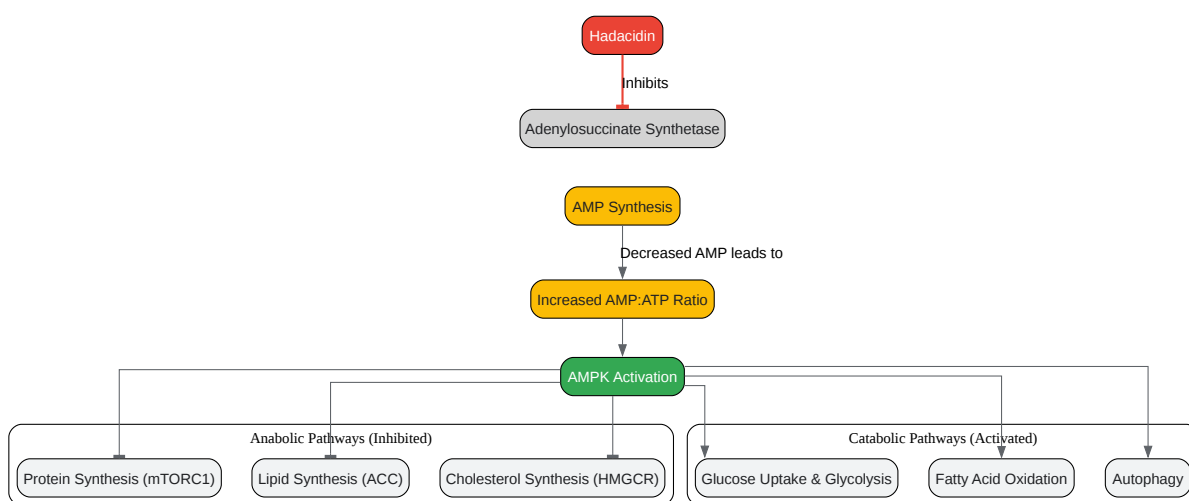 Hadacidin
Inhibits
Adenylosuccinate Synthetase
AMP Synthesis
Decreased AMP leads to
Increased AMP:ATP Ratio
AMPK Activation
Anabolic Pathways (Inhibited)
Catabolic Pathways (Activated)
Protein Synthesis (mTORC1)
Lipid Synthesis (ACC)
Cholesterol Synthesis (HMGCR)
Glucose Uptake & Glycolysis
Fatty Acid Oxidation
Autophagy